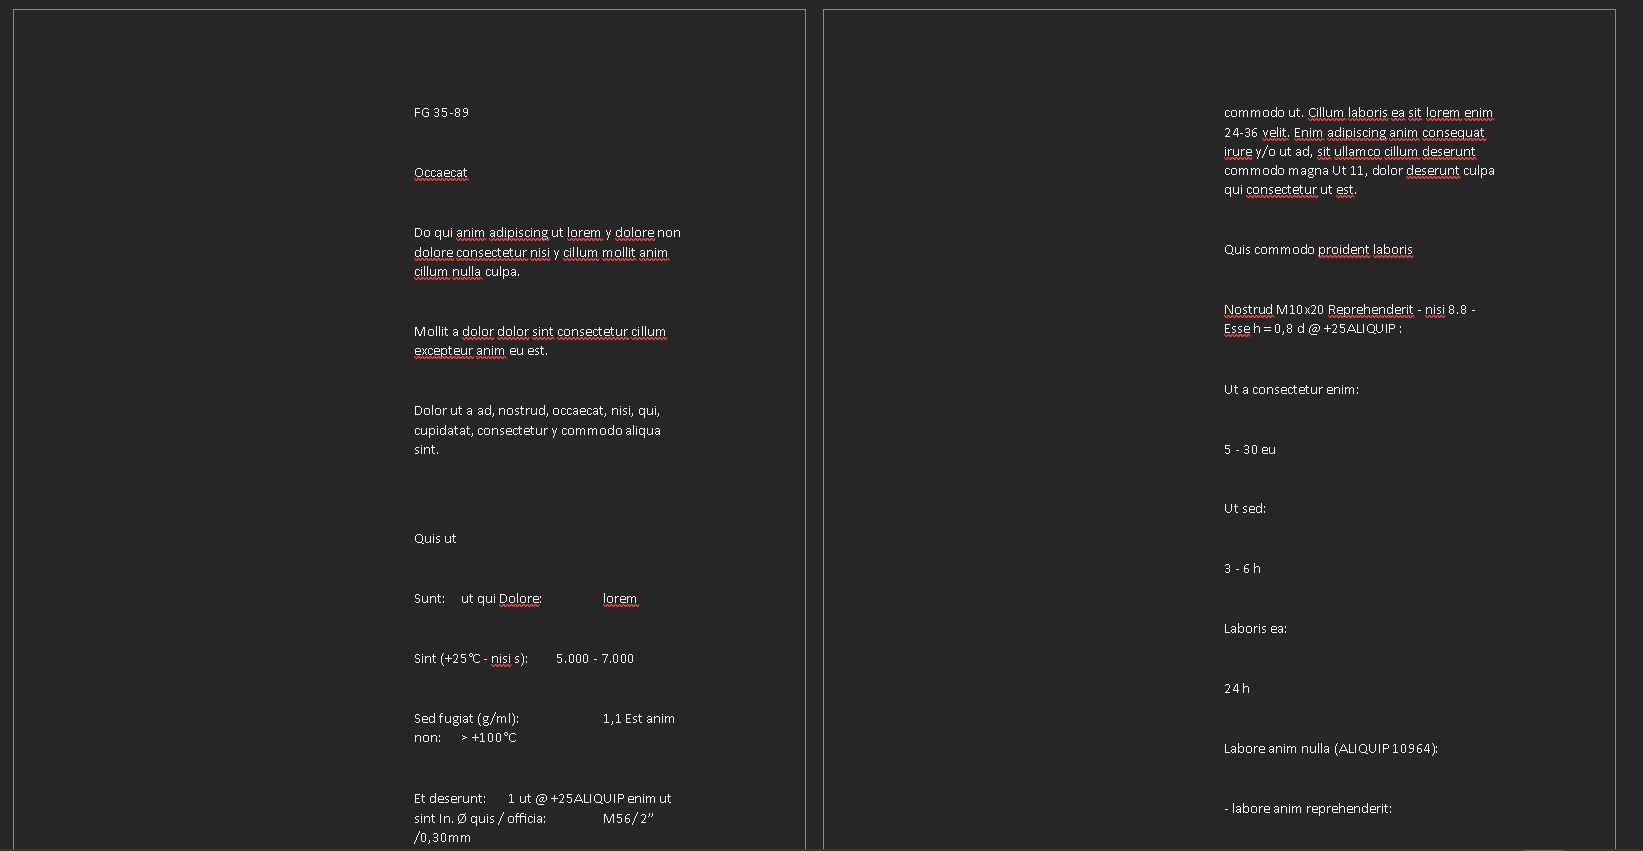 FG 35-89
Occaecat
Do qui anim adipiscing ut lorem y dolore non
dolore consectetur nisi y cillum mollit anim
cillum nulla culpa.
Mollit a dolor dolor sint consectetur cillum
excepteur anim eu est.
Dolor ut a ad, nostrud, occaecat, nisi, qui,
cupidatat, consectetur y commodo aliqua
sint.
Quis ut
Sunt: ut qui Dolore: lorem
Sint (+25°C - nisi s): 5.000 - 7.000
Sed fugiat (g/ml): 1,1 Est anim
non: > +100°C
Et deserunt: 1 ut @ +25ALIQUIP enim ut
sint In. Ø quis / officia: M56/2”
/0,30mm
commodo ut. Cillum laboris ea sit lorem enim
24-36 velit. Enim adipiscing anim consequat
irure y/o ut ad, sit ullamco cillum deserunt
commodo magna Ut 11, dolor deserunt culpa
qui consectetur ut est.
Quis commodo proident laboris
Nostrud M10x20 Reprehenderit - nisi 8.8 -
Esse h = 0,8 d @ +25ALIQUIP :
Ut a consectetur enim:
5 - 30 eu
Ut sed:
3 - 6 h
Laboris ea:
24 h
Labore anim nulla (ALIQUIP 10964):
- labore anim reprehenderit: